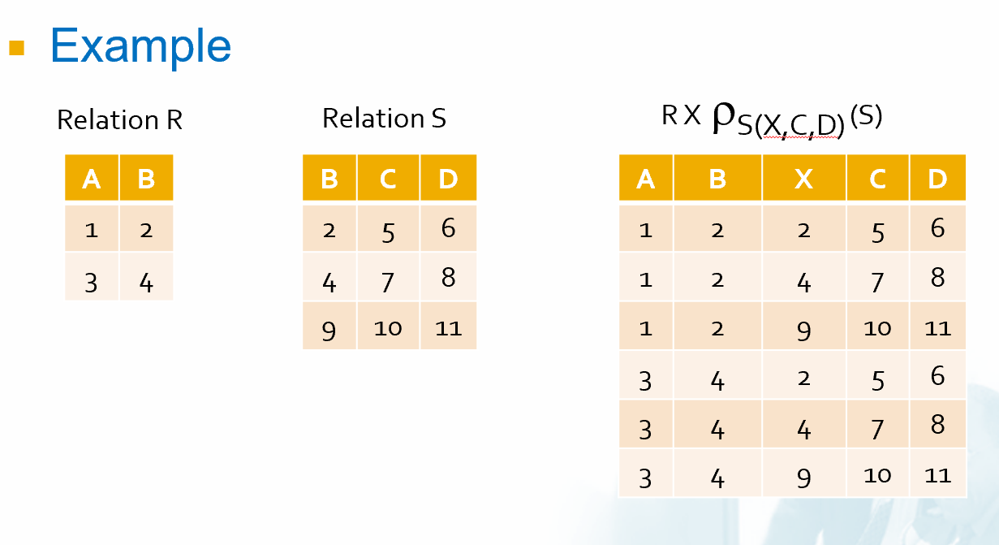 Example
Relation R
A B
1 2
3 4
Relation S
B C D
2 5 6
4 7 8
9 10 11
R X ρS(X,C,D) (S)
A B X C D
1 2 2 5 6
1 2 4 7 8
1 2 9 10 11
3 4 2 5 6
3 4 4 7 8
3 4 9 10 11